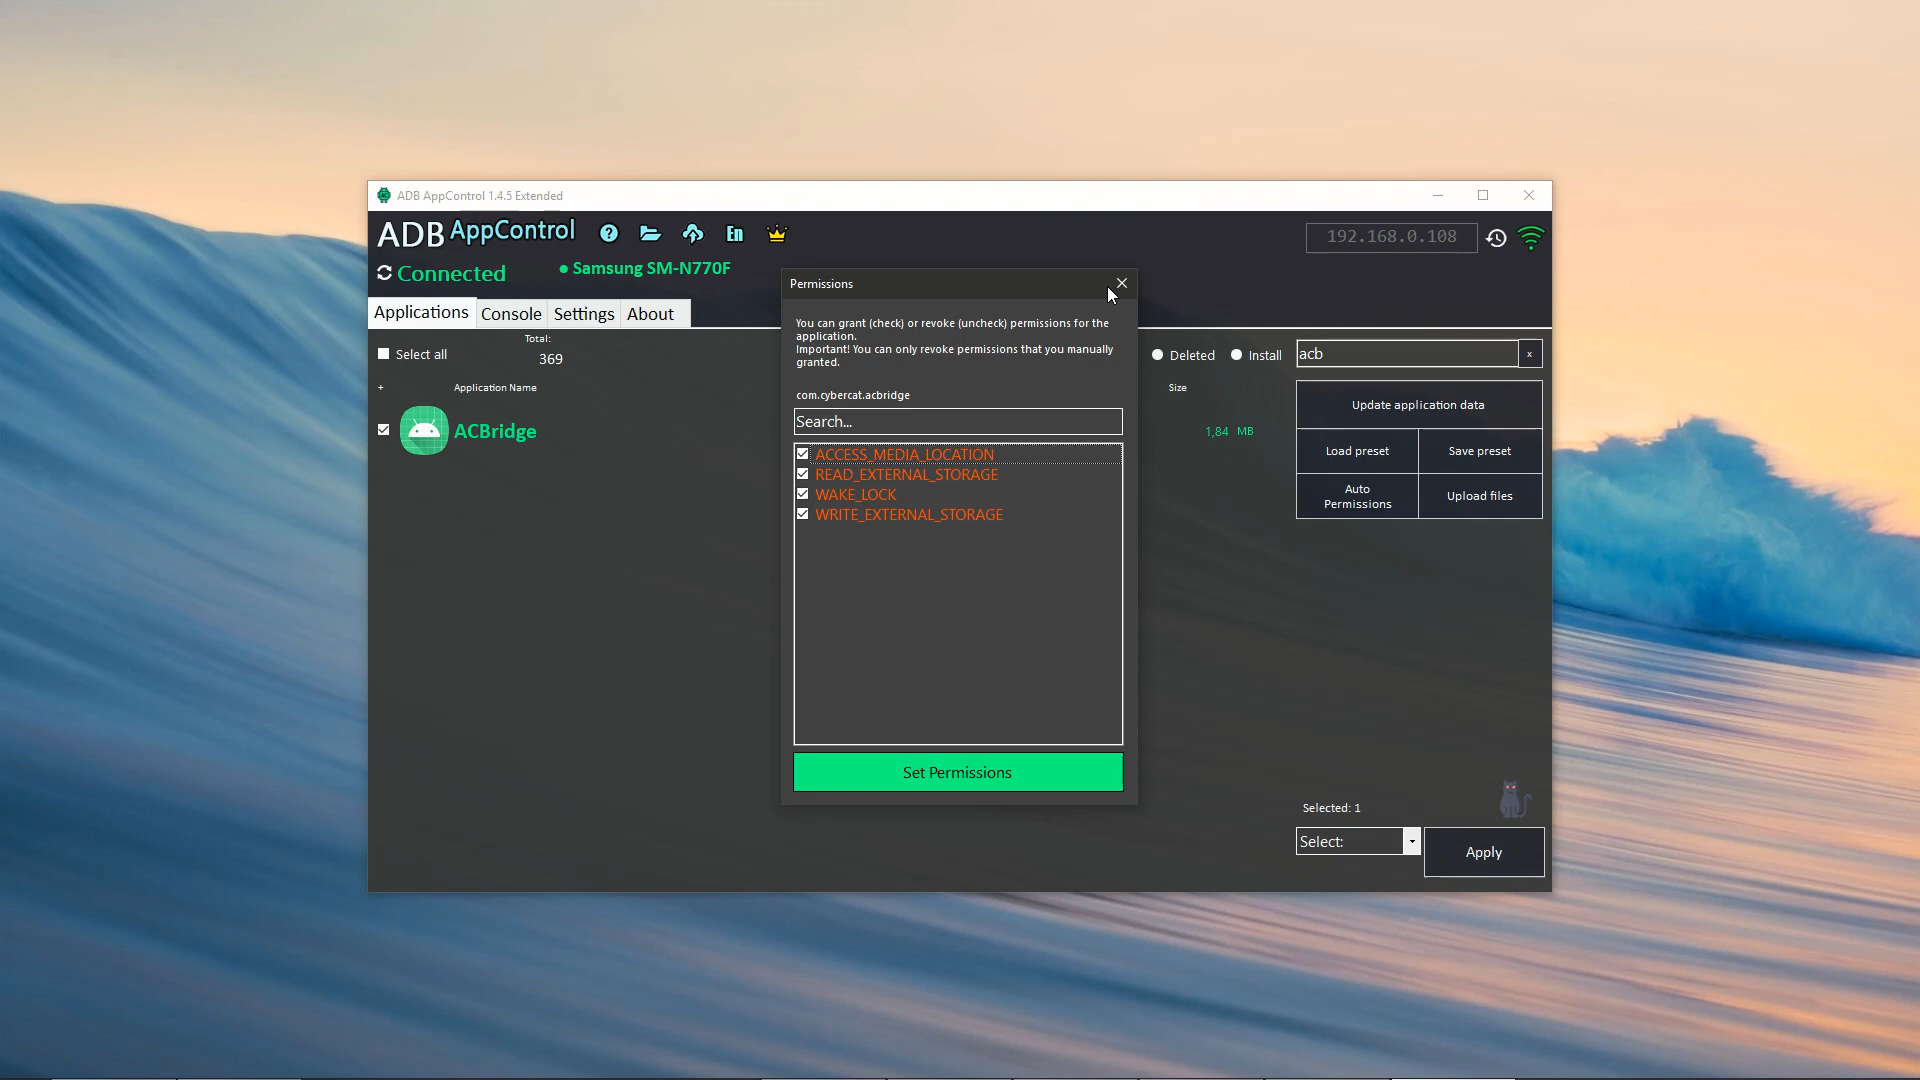 ADB AppControl 1.4.5 Extended
ADB AppControl
En
192.168.0.108
Connected
Samsung SM-N770F
Applications
Console
Settings
About
Select all
Total:
369
Deleted
Install
acb
x
+
Application Name
Size
ACBridge
1,84 MB
Permissions
You can grant (check) or revoke (uncheck) permissions for the
application.
Important! You can only revoke permissions that you manually
granted.
com.cybercat.acbridge
Search...
ACCESS_MEDIA_LOCATION
READ_EXTERNAL_STORAGE
WAKE_LOCK
WRITE_EXTERNAL_STORAGE
Set Permissions
Update application data
Load preset
Save preset
Auto
Permissions
Upload files
Selected: 1
Select:
Apply